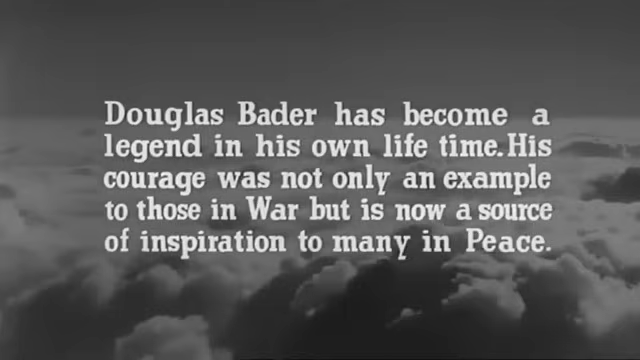 Douglas Bader has become a
legend in his own life time. His
courage was not only an example
to those in War but is now a source
of inspiration to many in Peace.